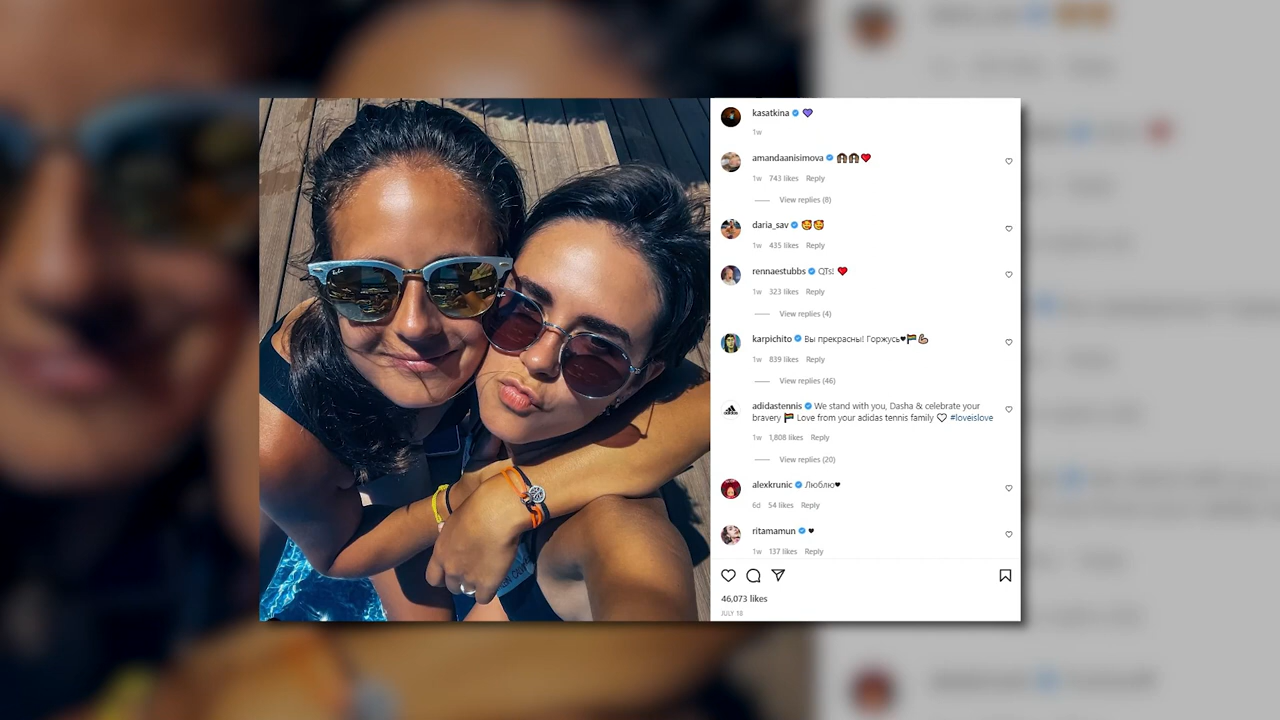 kasatkina 💜
1w
amandaanisimova 👩‍❤️‍👩 ❤️
1w 743 likes Reply
View replies (8)
daria_sav 🥰🥰
1w 435 likes Reply
rennaestubbs QTs! ❤️
1w 323 likes Reply
View replies (4)
karpichito Вы прекрасны! Горжусь♥🏳️‍🌈💪🏼
1w 839 likes Reply
View replies (46)
adidastennis We stand with you, Dasha & celebrate your
bravery 🏳️‍🌈 Love from your adidas tennis family 🤍 #loveislove
1w 1,808 likes Reply
View replies (20)
alexkrunic Люблю♥
6d 54 likes Reply
ritamamun ♥
1w 137 likes Reply
46,073 likes
JULY 18